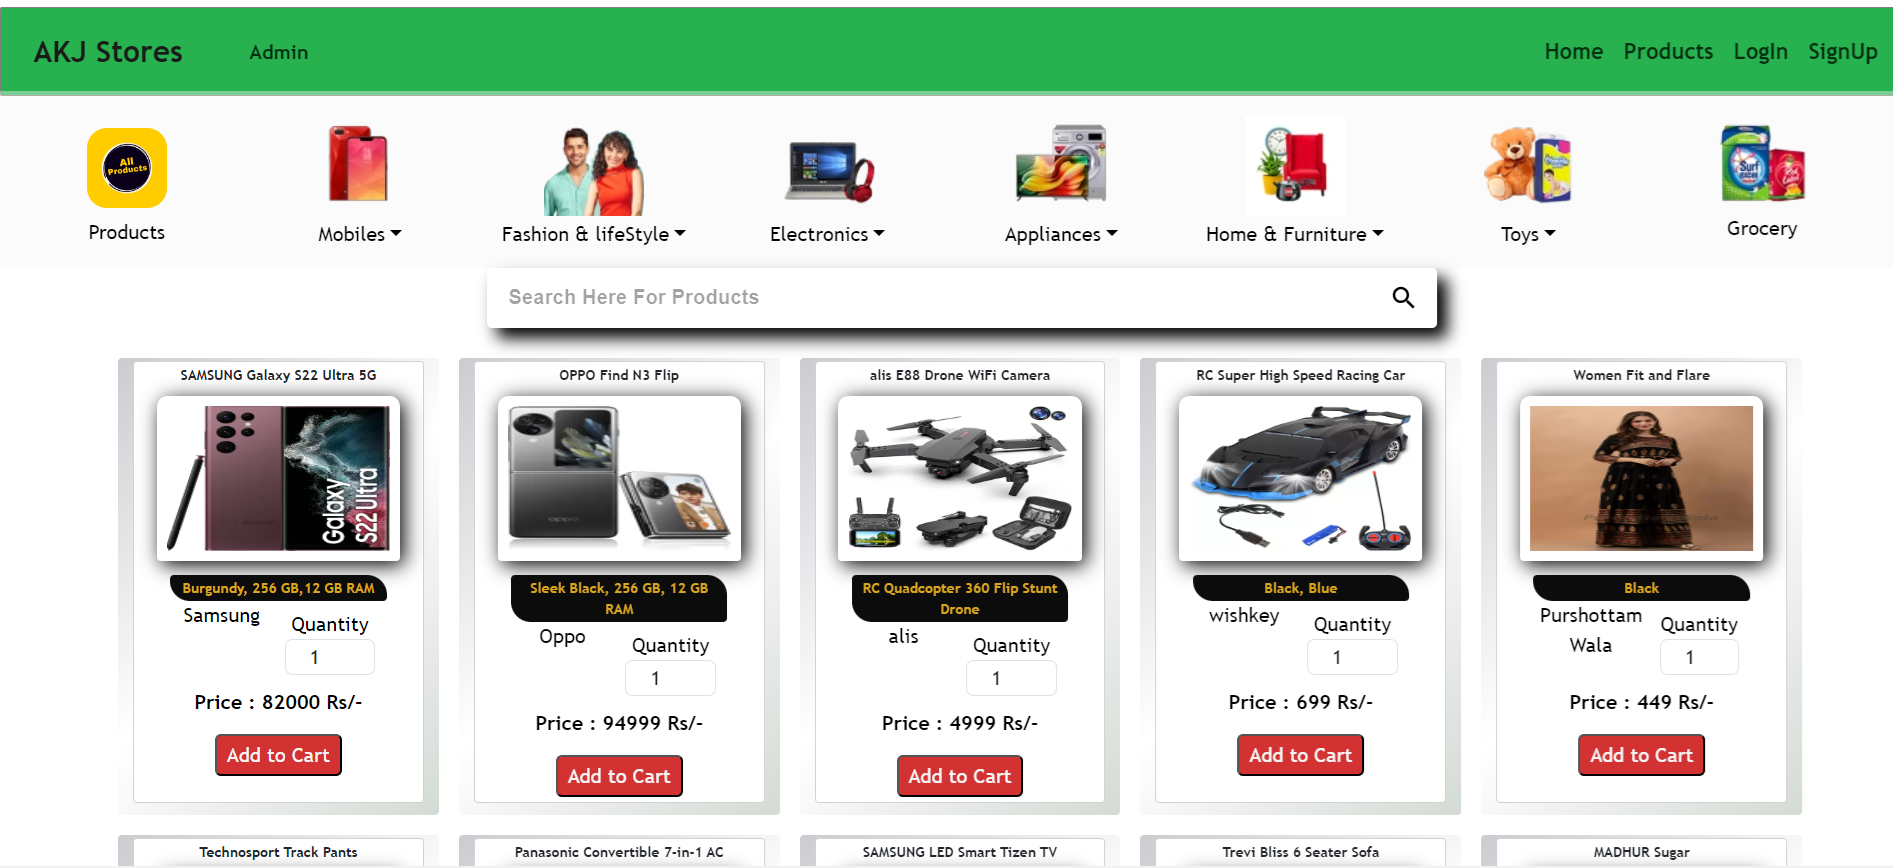 AKJ Stores
Admin
Home
Products
LogIn
SignUp
All
Products
Surf
Red
Label
Products
Mobiles
Fashion & lifeStyle
Electronics
Appliances
Home & Furniture
Toys
Grocery
Search Here For Products
SAMSUNG Galaxy S22 Ultra 5G
Galaxy
S22 Ultra
Burgundy, 256 GB,12 GB RAM
Samsung
Quantity
1
Price : 82000 Rs/-
Add to Cart
OPPO Find N3 Flip
oppo
Sleek Black, 256 GB, 12 GB
RAM
Oppo
Quantity
1
Price : 94999 Rs/-
Add to Cart
alis E88 Drone WiFi Camera
RC Quadcopter 360 Flip Stunt
Drone
alis
Quantity
1
Price : 4999 Rs/-
Add to Cart
RC Super High Speed Racing Car
Black, Blue
wishkey
Quantity
1
Price : 699 Rs/-
Add to Cart
Women Fit and Flare
Black
Purshottam
Wala
Quantity
1
Price : 449 Rs/-
Add to Cart
Technosport Track Pants
Panasonic Convertible 7-in-1 AC
SAMSUNG LED Smart Tizen TV
Trevi Bliss 6 Seater Sofa
MADHUR Sugar